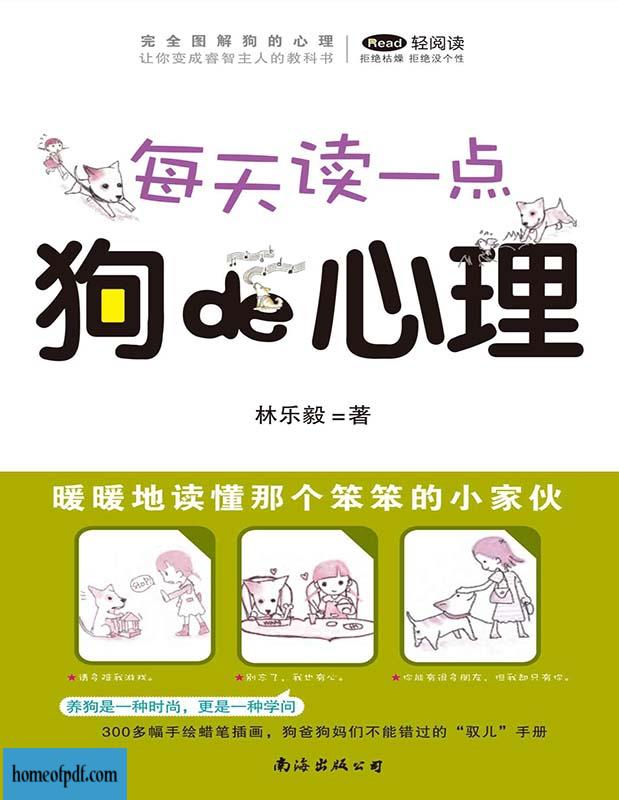 完全图解狗的心理
让你变成睿智主人的教科书
Read 轻阅读
拒绝枯燥 拒绝没个性
每天读一点
狗de心理
林乐毅=著
暖暖地读懂那个笨笨的小家伙
STOP!
★请多陪我游戏。
★别忘了，我也有心。
★你能有很多朋友，但我却只有你。
养狗是一种时尚，更是一种学问
300多幅手绘蜡笔插画，狗爸狗妈们不能错过的“驭儿”手册
南海出版公司
homeofpdf.com